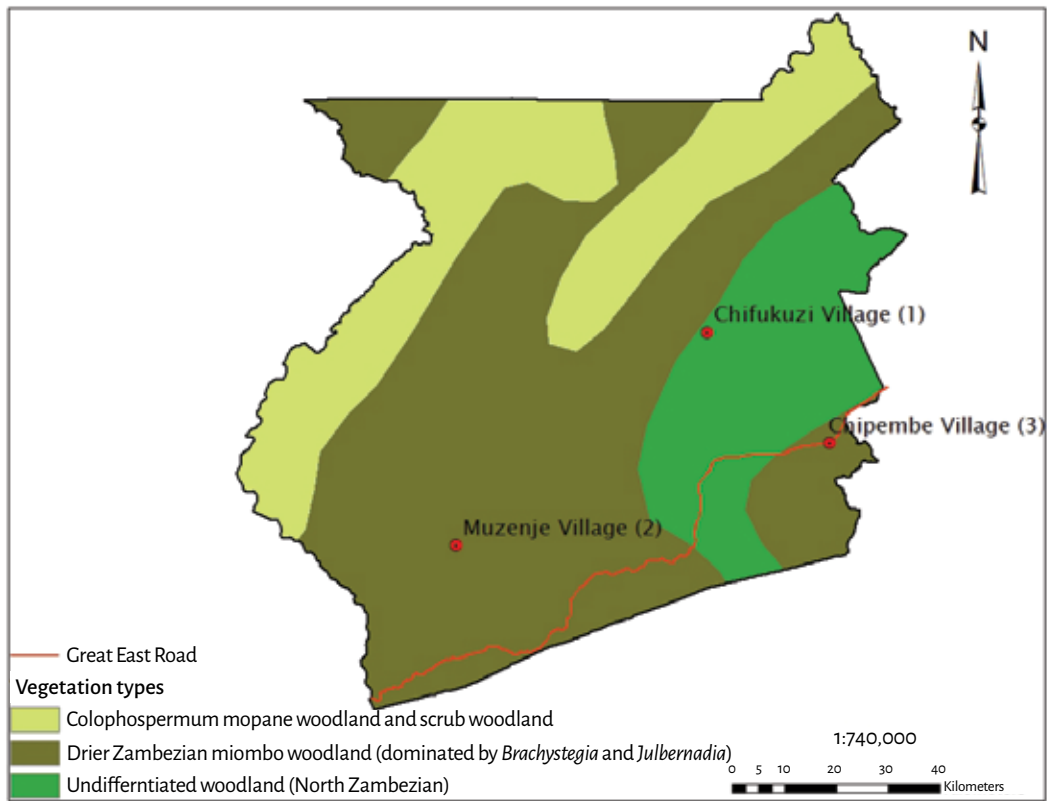 N
Chifukuzi Village (1)
Chipembe Village (3)
Muzenje Village (2)
Great East Road
Vegetation types
Colophospermum mopane woodland and scrub woodland
Drier Zambezian miombo woodland (dominated by Brachystegia and Julbernadia)
Undifferntiated woodland (North Zambezian)
1:740,000
0 5 10 20 30 40
Kilometers